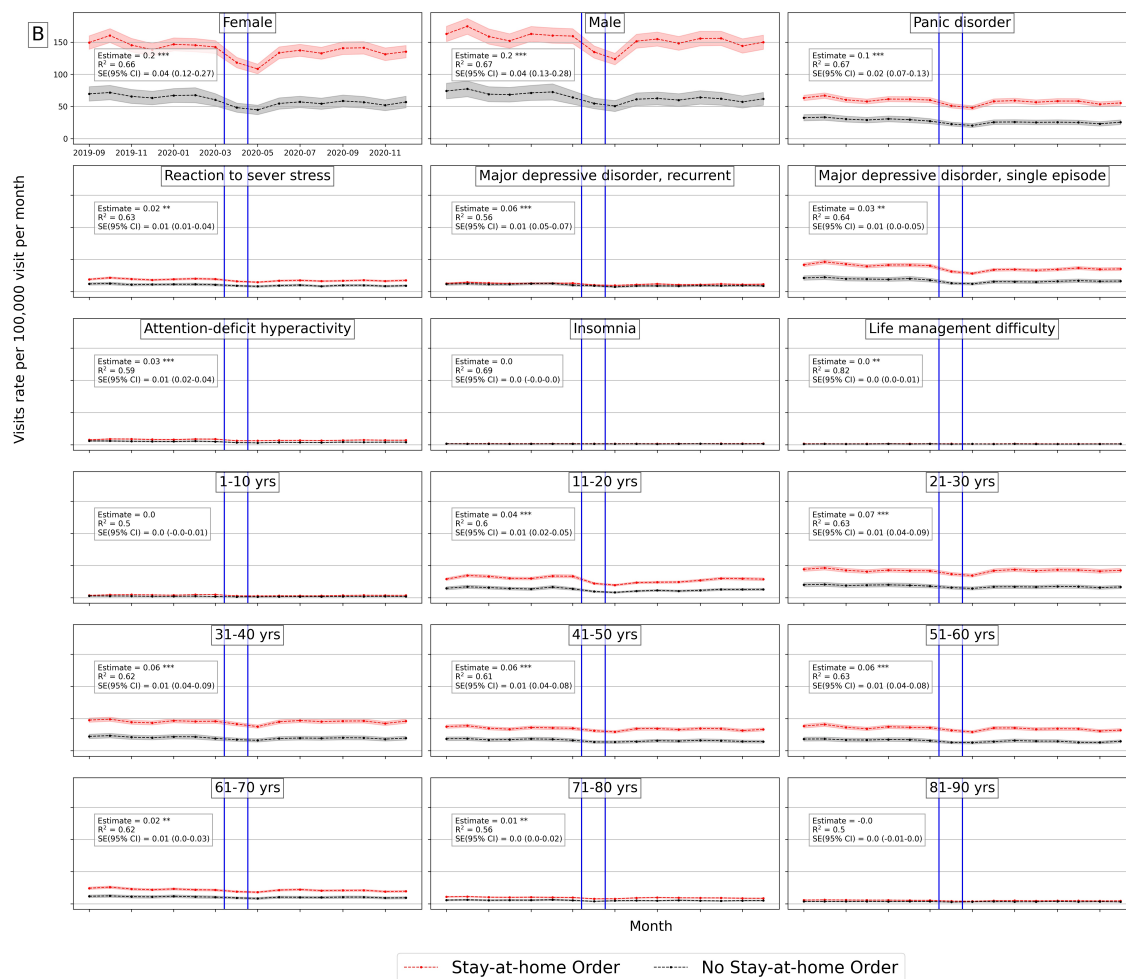 B
Female
Male
Panic disorder
Estimate = 0.2 ***
R² = 0.66
SE(95% CI) = 0.04 (0.12-0.27)
Estimate = 0.2 ***
R² = 0.67
SE(95% CI) = 0.04 (0.13-0.28)
Estimate = 0.1 ***
R² = 0.67
SE(95% CI) = 0.02 (0.07-0.13)
150
100
50
0
2019-09 2019-11 2020-01 2020-03 2020-05 2020-07 2020-09 2020-11
Visits rate per 100,000 visit per month
Reaction to sever stress
Major depressive disorder, recurrent
Major depressive disorder, single episode
Estimate = 0.02 **
R² = 0.63
SE(95% CI) = 0.01 (0.01-0.04)
Estimate = 0.06 ***
R² = 0.56
SE(95% CI) = 0.01 (0.05-0.07)
Estimate = 0.03 **
R² = 0.64
SE(95% CI) = 0.01 (0.0-0.05)
Attention-deficit hyperactivity
Insomnia
Life management difficulty
Estimate = 0.03 ***
R² = 0.59
SE(95% CI) = 0.01 (0.02-0.04)
Estimate = 0.0
R² = 0.69
SE(95% CI) = 0.0 (-0.0-0.0)
Estimate = 0.0 **
R² = 0.82
SE(95% CI) = 0.0 (0.0-0.01)
1-10 yrs
11-20 yrs
21-30 yrs
Estimate = 0.0
R² = 0.5
SE(95% CI) = 0.0 (-0.0-0.01)
Estimate = 0.04 ***
R² = 0.6
SE(95% CI) = 0.01 (0.02-0.05)
Estimate = 0.07 ***
R² = 0.63
SE(95% CI) = 0.01 (0.04-0.09)
31-40 yrs
41-50 yrs
51-60 yrs
Estimate = 0.06 ***
R² = 0.62
SE(95% CI) = 0.01 (0.04-0.09)
Estimate = 0.06 ***
R² = 0.61
SE(95% CI) = 0.01 (0.04-0.08)
Estimate = 0.06 ***
R² = 0.63
SE(95% CI) = 0.01 (0.04-0.08)
61-70 yrs
71-80 yrs
81-90 yrs
Estimate = 0.02 **
R² = 0.62
SE(95% CI) = 0.01 (0.0-0.03)
Estimate = 0.01 **
R² = 0.56
SE(95% CI) = 0.0 (0.0-0.02)
Estimate = -0.0
R² = 0.5
SE(95% CI) = 0.0 (-0.01-0.0)
Month
Stay-at-home Order
No Stay-at-home Order